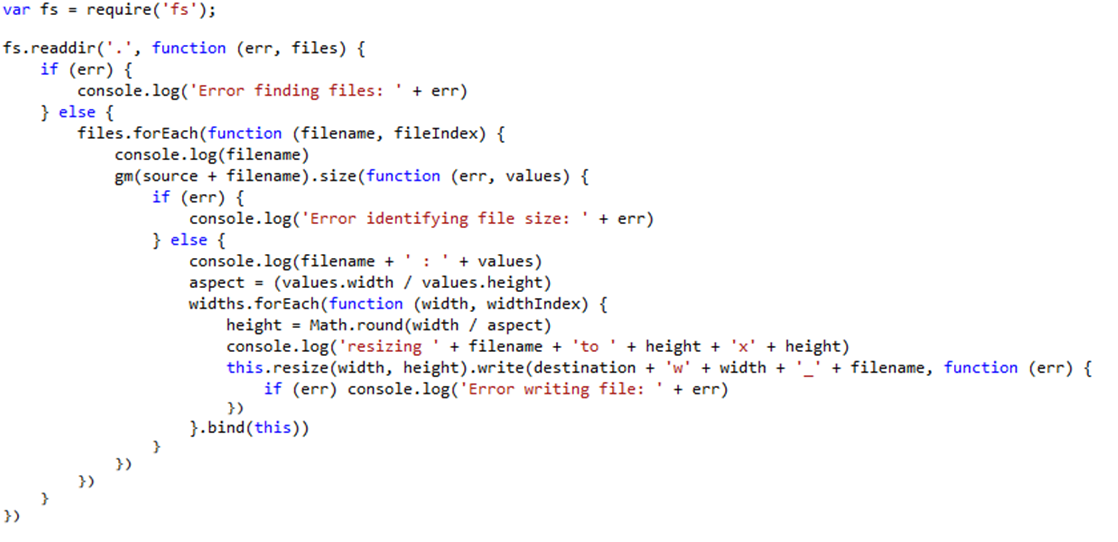 var fs = require('fs');

fs.readdir('.', function (err, files) {
    if (err) {
        console.log('Error finding files: ' + err)
    } else {
        files.forEach(function (filename, fileIndex) {
            console.log(filename)
            gm(source + filename).size(function (err, values) {
                if (err) {
                    console.log('Error identifying file size: ' + err)
                } else {
                    console.log(filename + ' : ' + values)
                    aspect = (values.width / values.height)
                    widths.forEach(function (width, widthIndex) {
                        height = Math.round(width / aspect)
                        console.log('resizing ' + filename + 'to ' + height + 'x' + height)
                        this.resize(width, height).write(destination + 'w' + width + '_' + filename, function (err) {
                            if (err) console.log('Error writing file: ' + err)
                        })
                    }.bind(this))
                }
            })
        })
    }
})